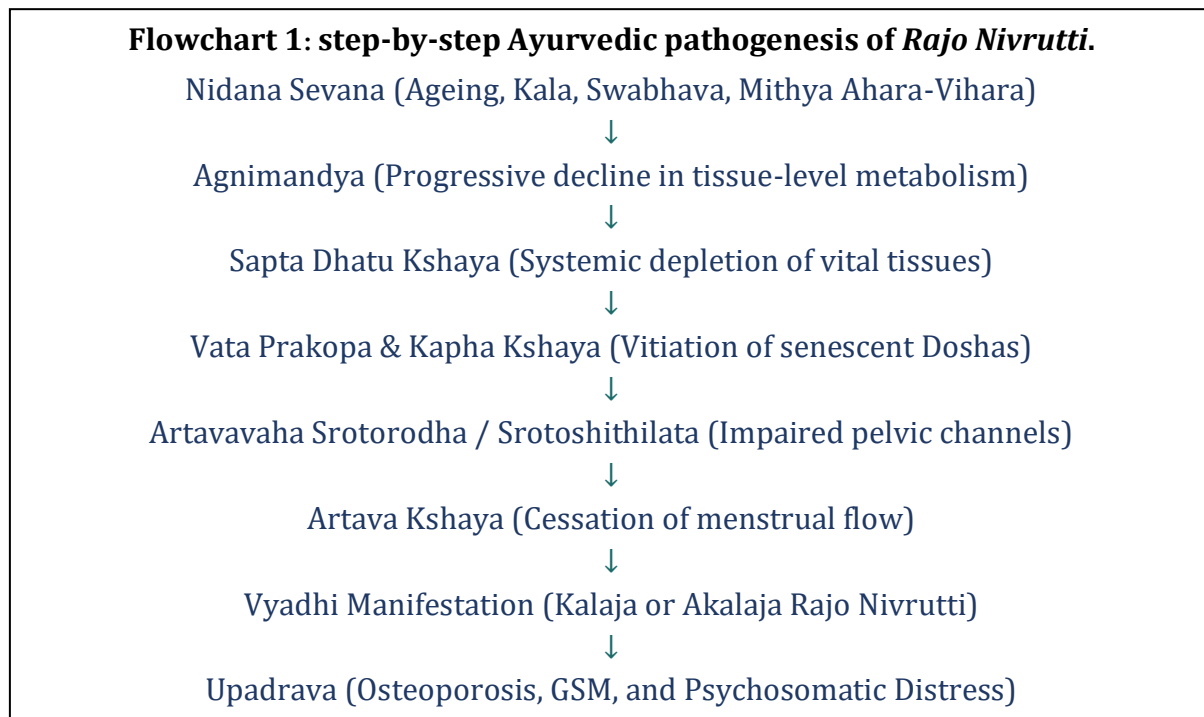 Flowchart 1: step-by-step Ayurvedic pathogenesis of Rajo Nivrutti.
Nidana Sevana (Ageing, Kala, Swabhava, Mithya Ahara-Vihara)
↓
Agnimandya (Progressive decline in tissue-level metabolism)
↓
Sapta Dhatu Kshaya (Systemic depletion of vital tissues)
↓
Vata Prakopa & Kapha Kshaya (Vitiation of senescent Doshas)
↓
Artavavaha Srotorodha / Srotoshithilata (Impaired pelvic channels)
↓
Artava Kshaya (Cessation of menstrual flow)
↓
Vyadhi Manifestation (Kalaja or Akalaja Rajo Nivrutti)
↓
Upadrava (Osteoporosis, GSM, and Psychosomatic Distress)